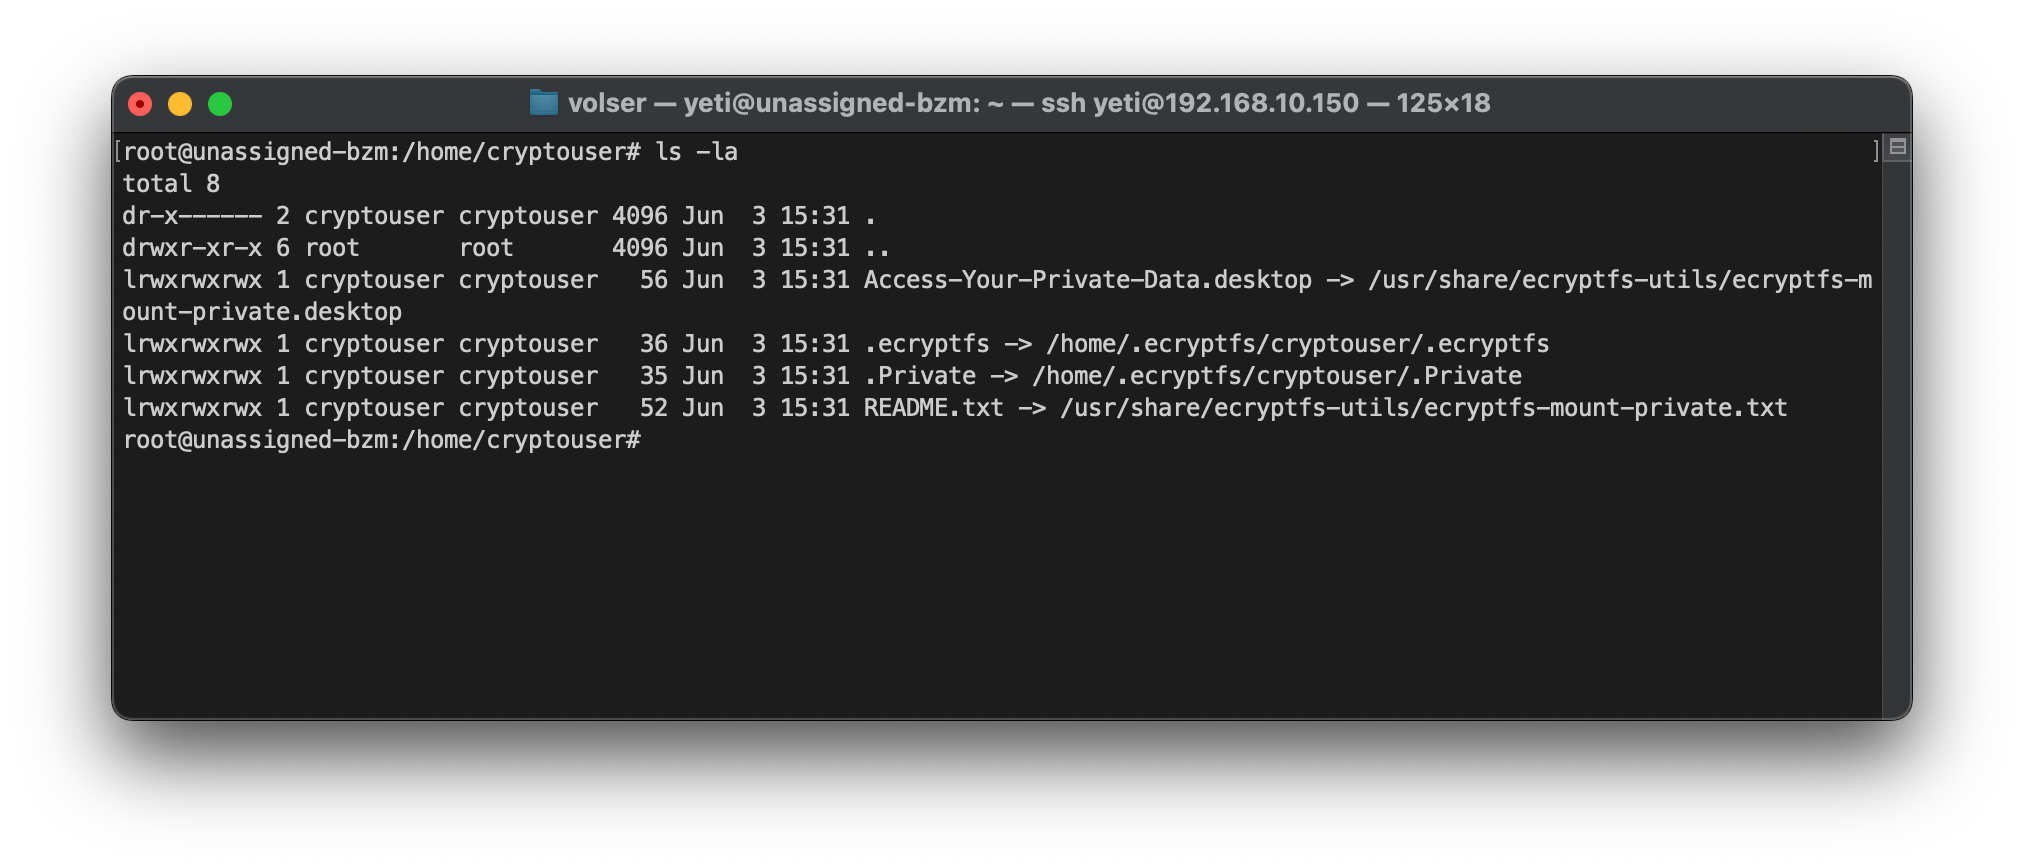 volser — yeti@unassigned-bzm: ~ — ssh yeti@192.168.10.150 — 125×18
[root@unassigned-bzm:/home/cryptouser# ls -la ]
total 8
dr-x------ 2 cryptouser cryptouser 4096 Jun  3 15:31 .
drwxr-xr-x 6 root       root       4096 Jun  3 15:31 ..
lrwxrwxrwx 1 cryptouser cryptouser   56 Jun  3 15:31 Access-Your-Private-Data.desktop -> /usr/share/ecryptfs-utils/ecryptfs-m
ount-private.desktop
lrwxrwxrwx 1 cryptouser cryptouser   36 Jun  3 15:31 .ecryptfs -> /home/.ecryptfs/cryptouser/.ecryptfs
lrwxrwxrwx 1 cryptouser cryptouser   35 Jun  3 15:31 .Private -> /home/.ecryptfs/cryptouser/.Private
lrwxrwxrwx 1 cryptouser cryptouser   52 Jun  3 15:31 README.txt -> /usr/share/ecryptfs-utils/ecryptfs-mount-private.txt
root@unassigned-bzm:/home/cryptouser#